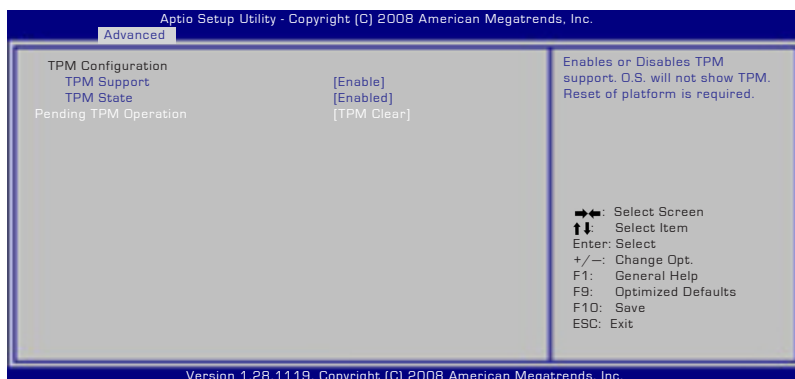 Aptio Setup Utility - Copyright (C) 2008 American Megatrends, Inc.
Advanced
TPM Configuration
TPM Support [Enable]
TPM State [Enabled]
Pending TPM Operation [TPM Clear]
Enables or Disables TPM
support. O.S. will not show TPM.
Reset of platform is required.
→←: Select Screen
↑↓: Select Item
Enter: Select
+/—: Change Opt.
F1: General Help
F9: Optimized Defaults
F10: Save
ESC: Exit
Version 1.28.1119. Copyright (C) 2008 American Megatrends, Inc.